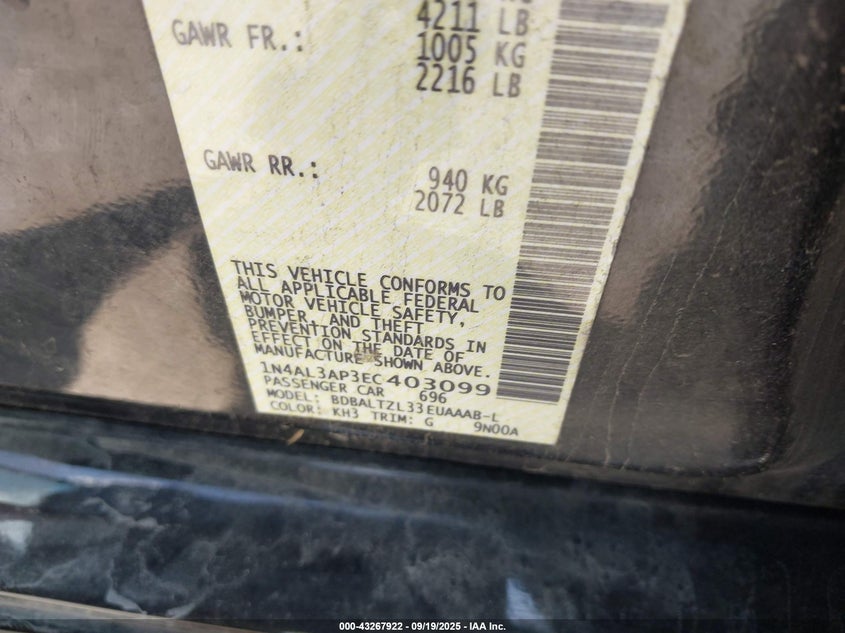 4211 LB
GAWR FR.: 1005 KG
2216 LB
GAWR RR.: 940 KG
2072 LB
THIS VEHICLE CONFORMS TO
ALL APPLICABLE FEDERAL
MOTOR VEHICLE SAFETY,
BUMPER, AND THEFT
PREVENTION STANDARDS IN
EFFECT ON THE DATE OF
MANUFACTURE SHOWN ABOVE.
1N4AL3AP3EC403099
PASSENGER CAR 696
MODEL: BDBALTZL33EUAAAB-L
COLOR: KH3 TRIM: G 9N00A
000-43267922 - 09/19/2025 - IAA Inc.